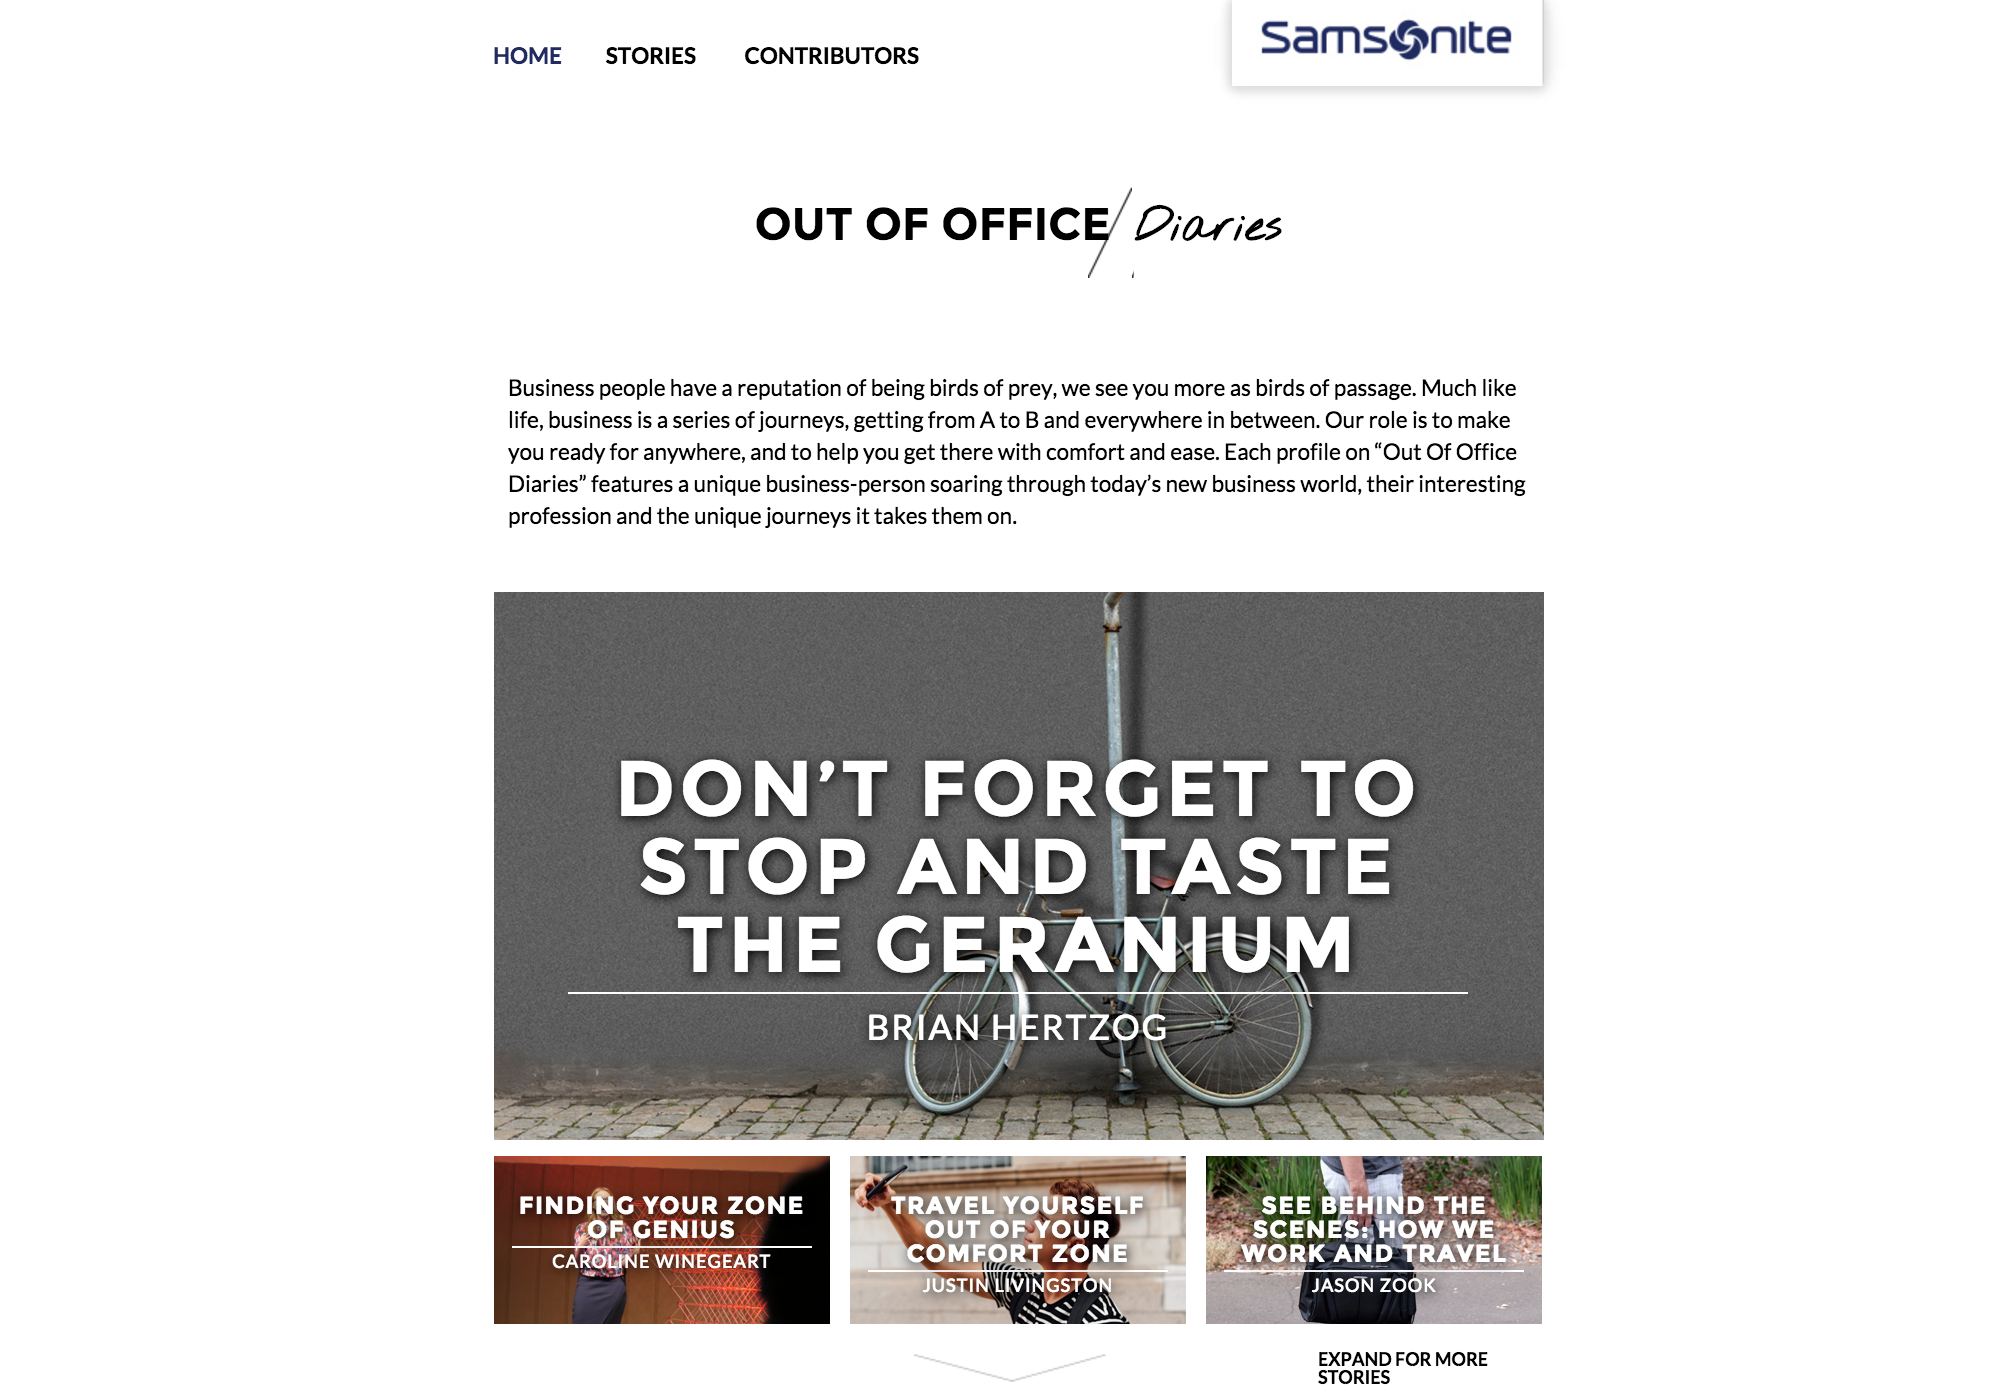 HOME STORIES CONTRIBUTORS
Samsonite
OUT OF OFFICE Diaries
Business people have a reputation of being birds of prey, we see you more as birds of passage. Much like
life, business is a series of journeys, getting from A to B and everywhere in between. Our role is to make
you ready for anywhere, and to help you get there with comfort and ease. Each profile on “Out Of Office
Diaries” features a unique business-person soaring through today’s new business world, their interesting
profession and the unique journeys it takes them on.
DON’T FORGET TO
STOP AND TASTE
THE GERANIUM
BRIAN HERTZOG
FINDING YOUR ZONE
OF GENIUS
CAROLINE WINEGEART
TRAVEL YOURSELF
OUT OF YOUR
COMFORT ZONE
JUSTIN LIVINGSTON
SEE BEHIND THE
SCENES: HOW WE
WORK AND TRAVEL
JASON ZOOK
EXPAND FOR MORE
STORIES